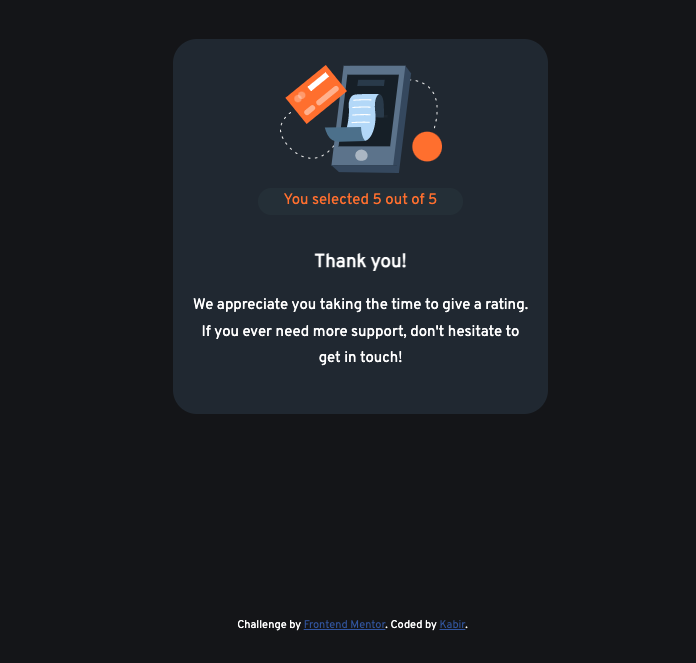 You selected 5 out of 5
Thank you!
We appreciate you taking the time to give a rating.
If you ever need more support, don't hesitate to
get in touch!
Challenge by Frontend Mentor. Coded by Kabir.